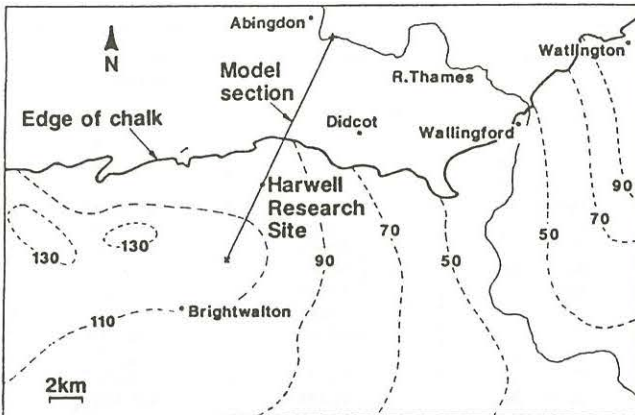 Abingdon
Watlington
N
Model
section
R.Thames
Edge of chalk
Didcot
Wallingford
Harwell
Research
Site
90
70
70
50
50
130
130
90
110
Brightwalton
2km